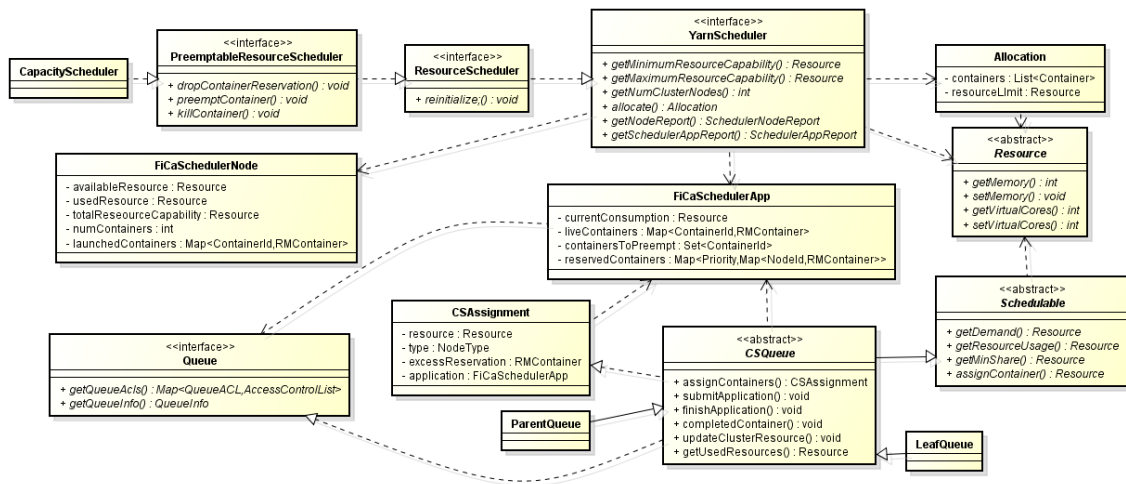 CapacityScheduler
<<interface>>
PreemptableResourceScheduler
+ dropContainerReservation() : void
+ preemptContainer() : void
+ killContainer() : void
<<interface>>
ResourceScheduler
+ reinitialize;() : void
<<interface>>
YarnScheduler
+ getMinimumResourceCapability() : Resource
+ getMaximumResourceCapability() : Resource
+ getNumClusterNodes() : int
+ allocate() : Allocation
+ getNodeReport() : SchedulerNodeReport
+ getSchedulerAppReport() : SchedulerAppReport
Allocation
- containers : List<Container>
- resourceLImit : Resource
<<abstract>>
Resource
+ getMemory() : int
+ setMemory() : void
+ getVirtualCores() : int
+ setVirtualCores() : int
FiCaSchedulerNode
- availableResource : Resource
- usedResource : Resource
- totalReseourceCapability : Resource
- numContainers : int
- launchedContainers : Map<ContainerId,RMContainer>
FiCaSchedulerApp
- currentConsumption : Resource
- liveContainers : Map<ContainerId,RMContainer>
- containersToPreempt : Set<ContainerId>
- reservedContainers : Map<Priority,Map<NodeId,RMContainer>>
<<abstract>>
Schedulable
+ getDemand() : Resource
+ getResourceUsage() : Resource
+ getMinShare() : Resource
+ assignContainer() : Resource
CSAssignment
- resource : Resource
- type : NodeType
- excessReservation : RMContainer
- application : FiCaSchedulerApp
<<interface>>
Queue
+ getQueueAcls() : Map<QueueACL,AccessControlList>
+ getQueueInfo() : QueueInfo
<<abstract>>
CSQueue
+ assignContainers() : CSAssignment
+ submitApplication() : void
+ finishApplication() : void
+ completedContainer() : void
+ updateClusterResource() : void
+ getUsedResources() : Resource
ParentQueue
LeafQueue